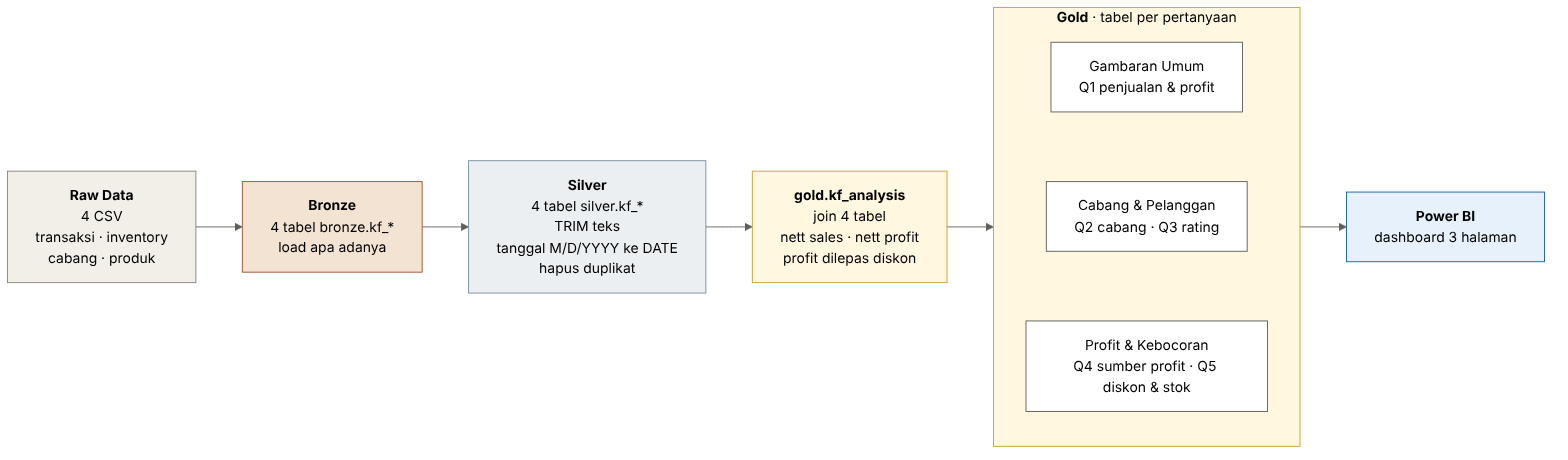 Raw Data
4 CSV
transaksi · inventory
cabang · produk
Bronze
4 tabel bronze.kf_*
load apa adanya
Silver
4 tabel silver.kf_*
TRIM teks
tanggal M/D/YYYY ke DATE
hapus duplikat
gold.kf_analysis
join 4 tabel
nett sales · nett profit
profit dilepas diskon
Gold · tabel per pertanyaan
Gambaran Umum
Q1 penjualan & profit
Cabang & Pelanggan
Q2 cabang · Q3 rating
Profit & Kebocoran
Q4 sumber profit · Q5
diskon & stok
Power BI
dashboard 3 halaman